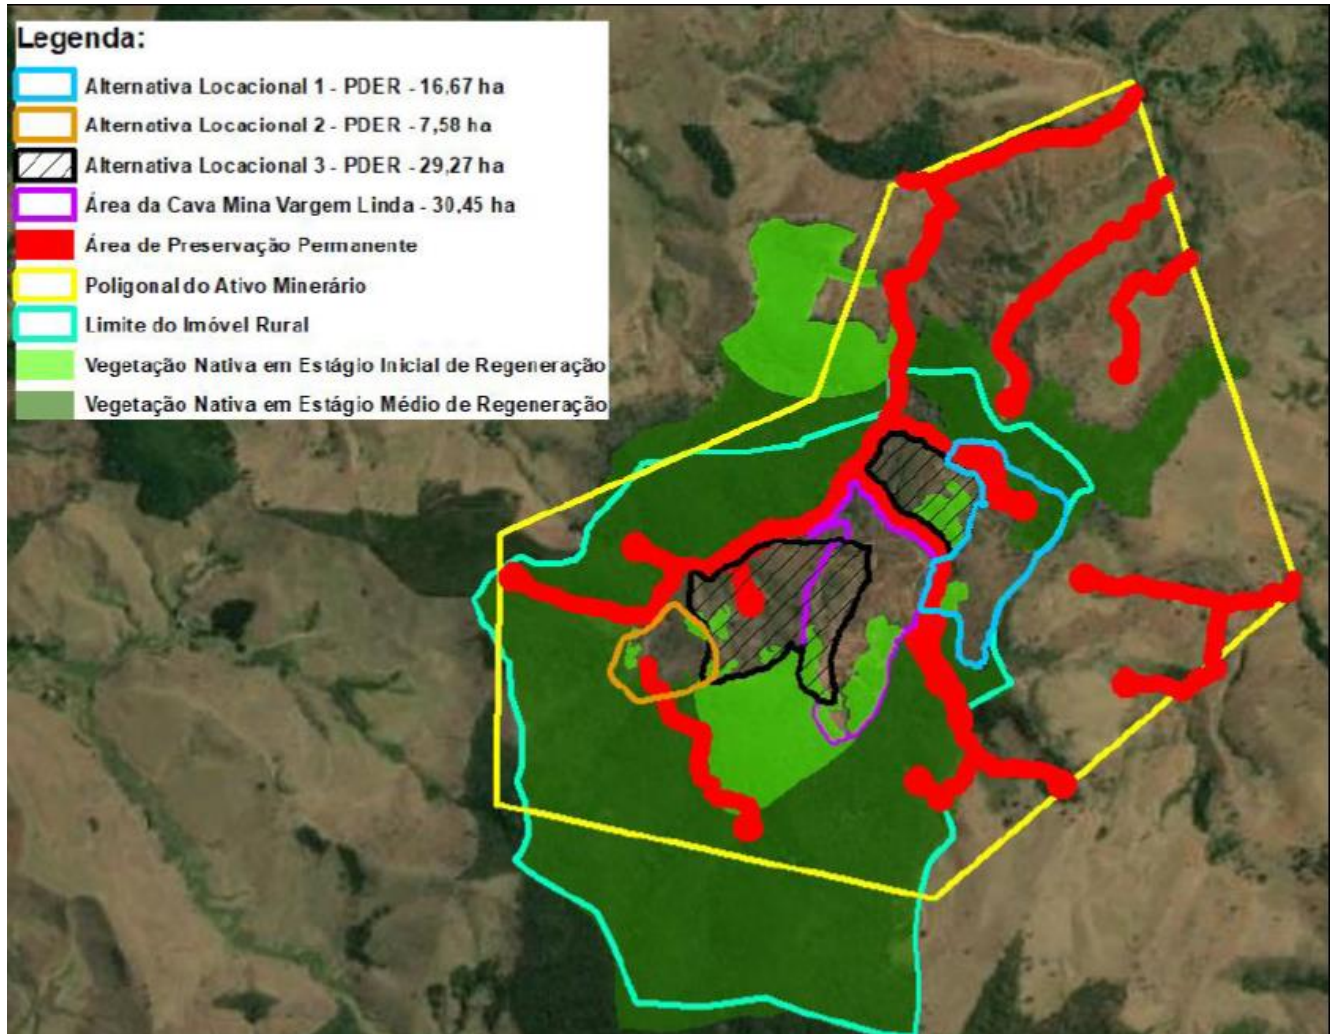 Legenda:
Alternativa Locacional 1 - PDER - 16,67 ha
Alternativa Locacional 2 - PDER - 7,58 ha
Alternativa Locacional 3 - PDER - 29,27 ha
Área da Cava Mina Vargem Linda - 30,45 ha
Área de Preservação Permanente
Poligonal do Ativo Minerário
Limite do Imóvel Rural
Vegetação Nativa em Estágio Inicial de Regeneração
Vegetação Nativa em Estágio Médio de Regeneração